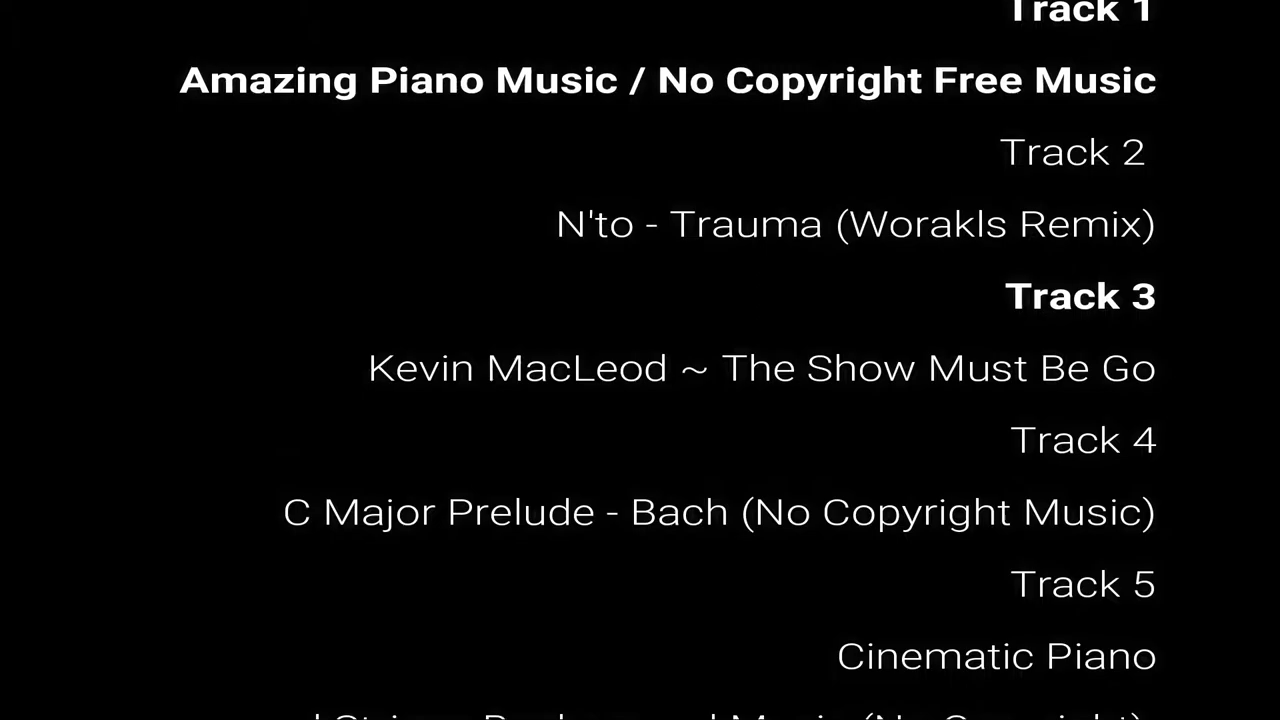 Track 1
Amazing Piano Music / No Copyright Free Music
Track 2
N'to - Trauma (Worakls Remix)
Track 3
Kevin MacLeod ~ The Show Must Be Go
Track 4
C Major Prelude - Bach (No Copyright Music)
Track 5
Cinematic Piano